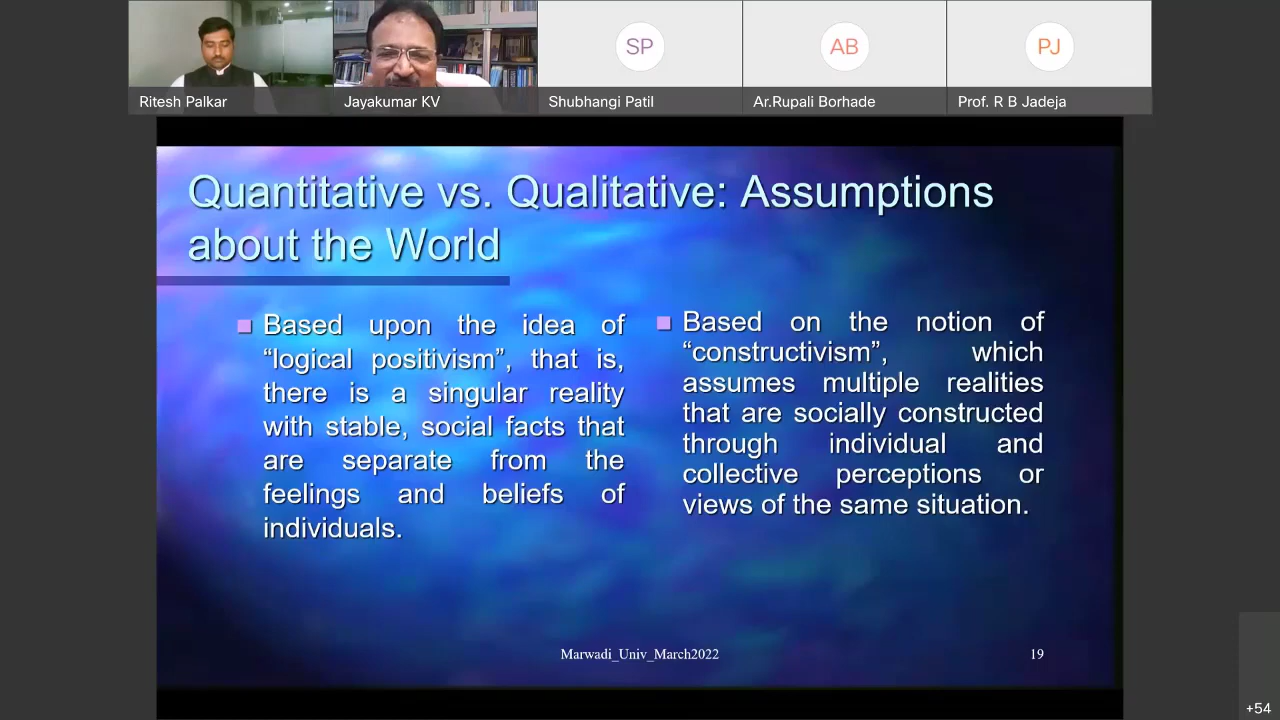 SP
AB
PJ
Ritesh Palkar
Jayakumar KV
Shubhangi Patil
Ar.Rupali Borhade
Prof. R B Jadeja
Quantitative vs. Qualitative: Assumptions
about the World
Based upon the idea of
“logical positivism”, that is,
there is a singular reality
with stable, social facts that
are separate from the
feelings and beliefs of
individuals.
Based on the notion of
“constructivism”, which
assumes multiple realities
that are socially constructed
through individual and
collective perceptions or
views of the same situation.
Marwadi_Univ_March2022
19
+54